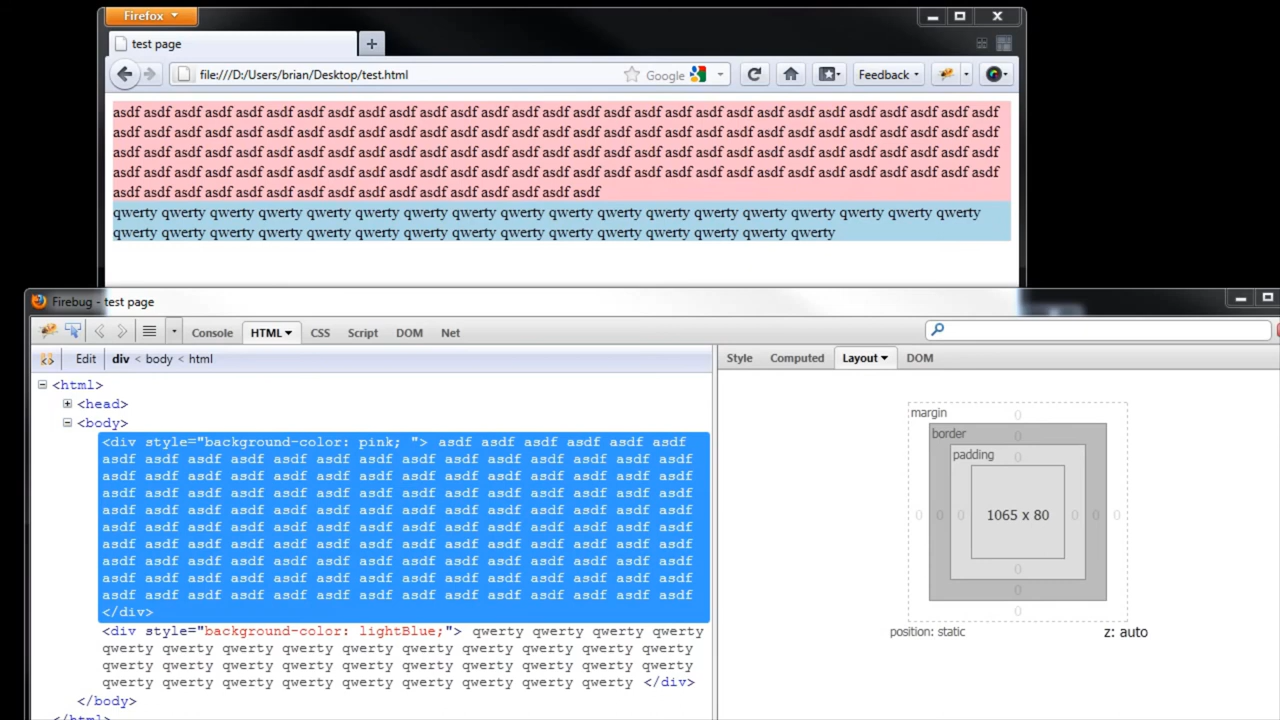 Firefox
test page
file:///D:/Users/brian/Desktop/test.html
Google
Feedback
asdf asdf asdf asdf asdf asdf asdf asdf asdf asdf asdf asdf asdf asdf asdf asdf asdf asdf asdf asdf asdf asdf asdf asdf asdf asdf asdf asdf asdf
asdf asdf asdf asdf asdf asdf asdf asdf asdf asdf asdf asdf asdf asdf asdf asdf asdf asdf asdf asdf asdf asdf asdf asdf asdf asdf asdf asdf asdf
asdf asdf asdf asdf asdf asdf asdf asdf asdf asdf asdf asdf asdf asdf asdf asdf asdf asdf asdf asdf asdf asdf asdf asdf asdf asdf asdf asdf asdf
asdf asdf asdf asdf asdf asdf asdf asdf asdf asdf asdf asdf asdf asdf asdf asdf asdf asdf asdf asdf asdf asdf asdf asdf asdf asdf asdf asdf asdf
asdf asdf asdf asdf asdf asdf asdf asdf asdf asdf asdf asdf asdf asdf asdf asdf
qwerty qwerty qwerty qwerty qwerty qwerty qwerty qwerty qwerty qwerty qwerty qwerty qwerty qwerty qwerty qwerty qwerty qwerty
qwerty qwerty qwerty qwerty qwerty qwerty qwerty qwerty qwerty qwerty qwerty qwerty qwerty qwerty qwerty
Firebug - test page
Console HTML CSS Script DOM Net
Edit div < body < html
<html>
<head>
<body>
<div style="background-color: pink; "> asdf asdf asdf asdf asdf asdf
asdf asdf asdf asdf asdf asdf asdf asdf asdf asdf asdf asdf asdf asdf
asdf asdf asdf asdf asdf asdf asdf asdf asdf asdf asdf asdf asdf asdf
asdf asdf asdf asdf asdf asdf asdf asdf asdf asdf asdf asdf asdf asdf
asdf asdf asdf asdf asdf asdf asdf asdf asdf asdf asdf asdf asdf asdf
asdf asdf asdf asdf asdf asdf asdf asdf asdf asdf asdf asdf asdf asdf
asdf asdf asdf asdf asdf asdf asdf asdf asdf asdf asdf asdf asdf asdf
asdf asdf asdf asdf asdf asdf asdf asdf asdf asdf asdf asdf asdf asdf
asdf asdf asdf asdf asdf asdf asdf asdf asdf asdf asdf asdf asdf asdf
asdf asdf asdf asdf asdf asdf asdf asdf asdf asdf asdf asdf asdf asdf
</div>
<div style="background-color: lightBlue;"> qwerty qwerty qwerty qwerty
qwerty qwerty qwerty qwerty qwerty qwerty qwerty qwerty qwerty qwerty
qwerty qwerty qwerty qwerty qwerty qwerty qwerty qwerty qwerty qwerty
qwerty qwerty qwerty qwerty qwerty qwerty qwerty qwerty qwerty </div>
</body>
</html>
Style Computed Layout DOM
margin 0
border 0
padding 0
0 0 0 1065 x 80 0 0 0
0
0
0
position: static z: auto